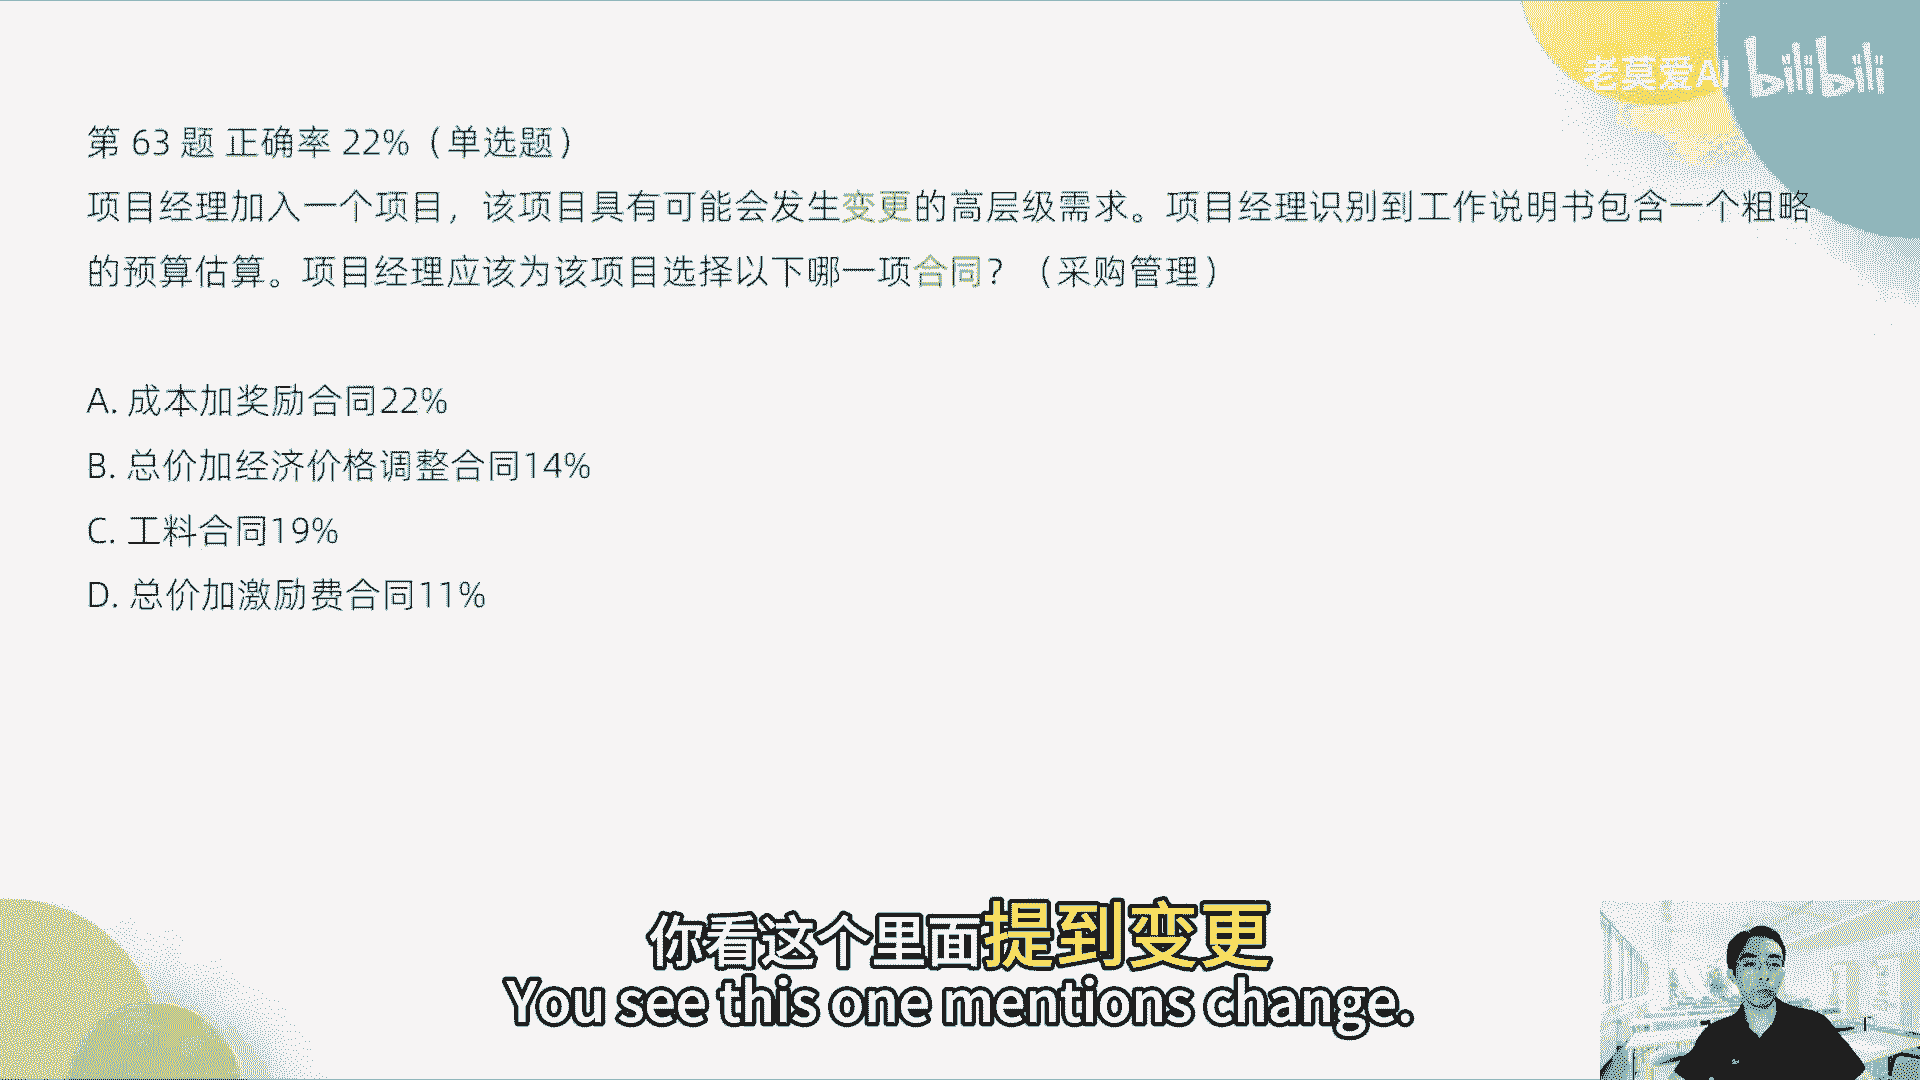 老莫爱AI bilibili
第 63 题 正确率 22%（单选题）
项目经理加入一个项目，该项目具有可能会发生变更的高层级需求。项目经理识别到工作说明书包含一个粗略
的预算估算。项目经理应该为该项目选择以下哪一项合同？（采购管理）
A. 成本加奖励合同22%
B. 总价加经济价格调整合同14%
C. 工料合同19%
D. 总价加激励费合同11%
你看这个里面提到变更
You see this one mentions change.